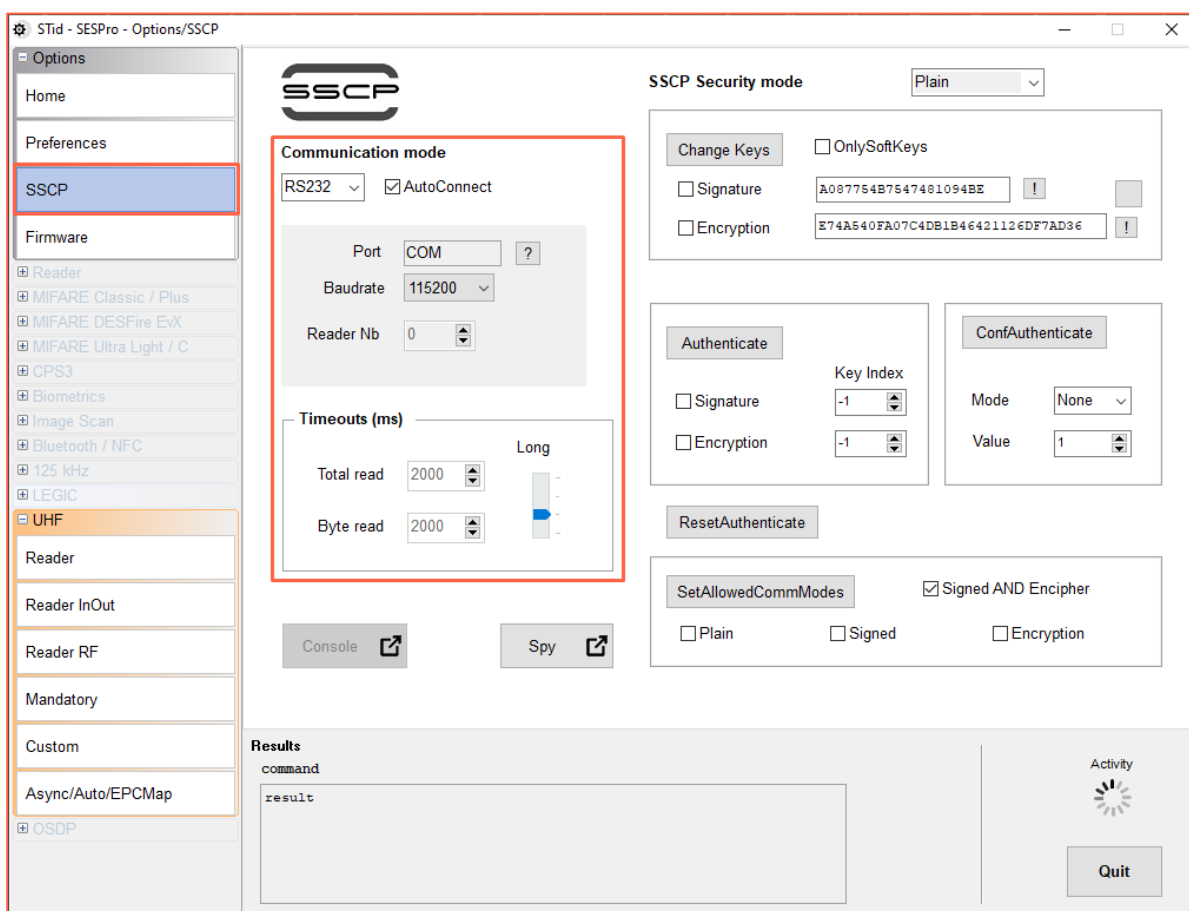 STid - SESPro - Options/SSCP
Options
Home
Preferences
SSCP
Firmware
Reader
MIFARE Classic / Plus
MIFARE DESFire EvX
MIFARE Ultra Light / C
CPS3
Biometrics
Image Scan
Bluetooth / NFC
125 kHz
LEGIC
UHF
Reader
Reader InOut
Reader RF
Mandatory
Custom
Async/Auto/EPCMap
OSDP
SSCP
Communication mode
RS232 AutoConnect
Port COM ?
Baudrate 115200
Reader Nb 0
Timeouts (ms)
Long
Total read 2000
Byte read 2000
Console Spy
SSCP Security mode Plain
Change Keys OnlySoftKeys
Signature A087754B7547481094BE !
Encryption E74A540FA07C4DB1B46421126DF7AD36 !
Authenticate
Key Index
Signature -1
Encryption -1
ConfAuthenticate
Mode None
Value 1
ResetAuthenticate
SetAllowedCommModes Signed AND Encipher
Plain Signed Encryption
Results
command
result
Activity
Quit